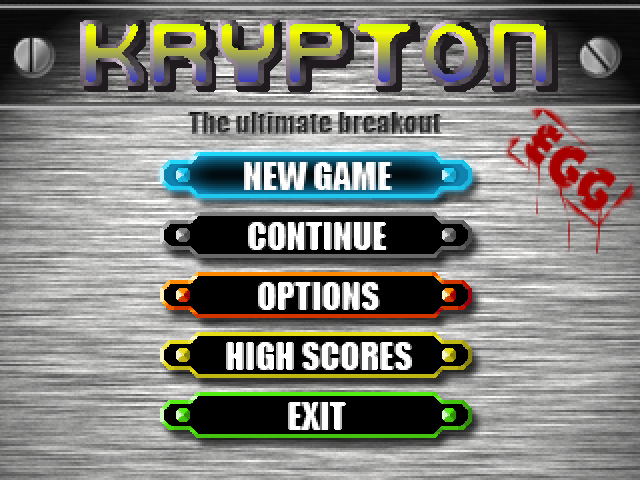 KRYPTON
The ultimate breakout
EGG
NEW GAME
CONTINUE
OPTIONS
HIGH SCORES
EXIT